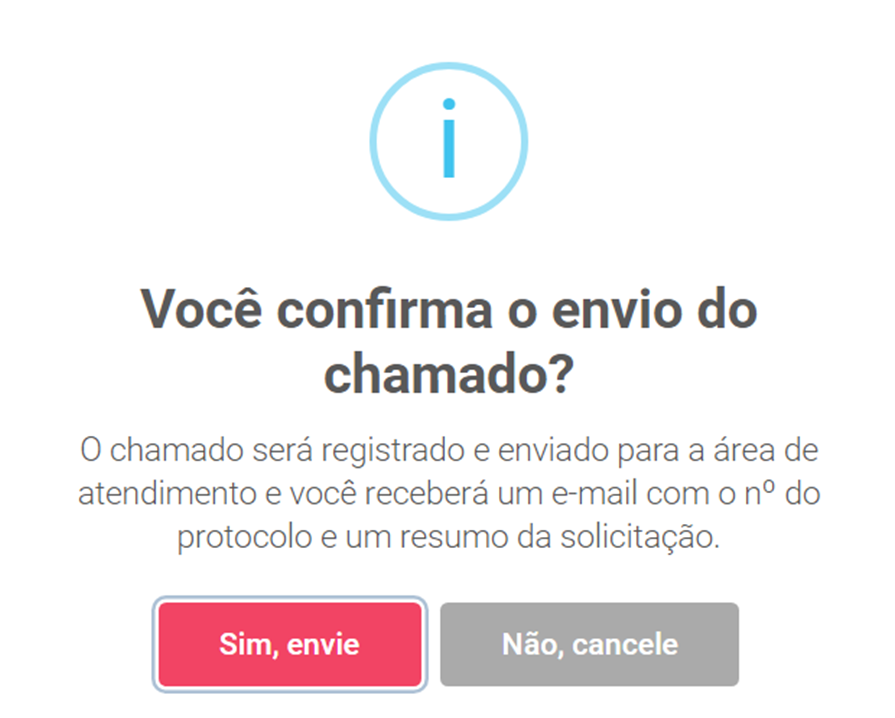 i
Você confirma o envio do
chamado?
O chamado será registrado e enviado para a área de
atendimento e você receberá um e-mail com o nº do
protocolo e um resumo da solicitação.
Sim, envie
Não, cancele